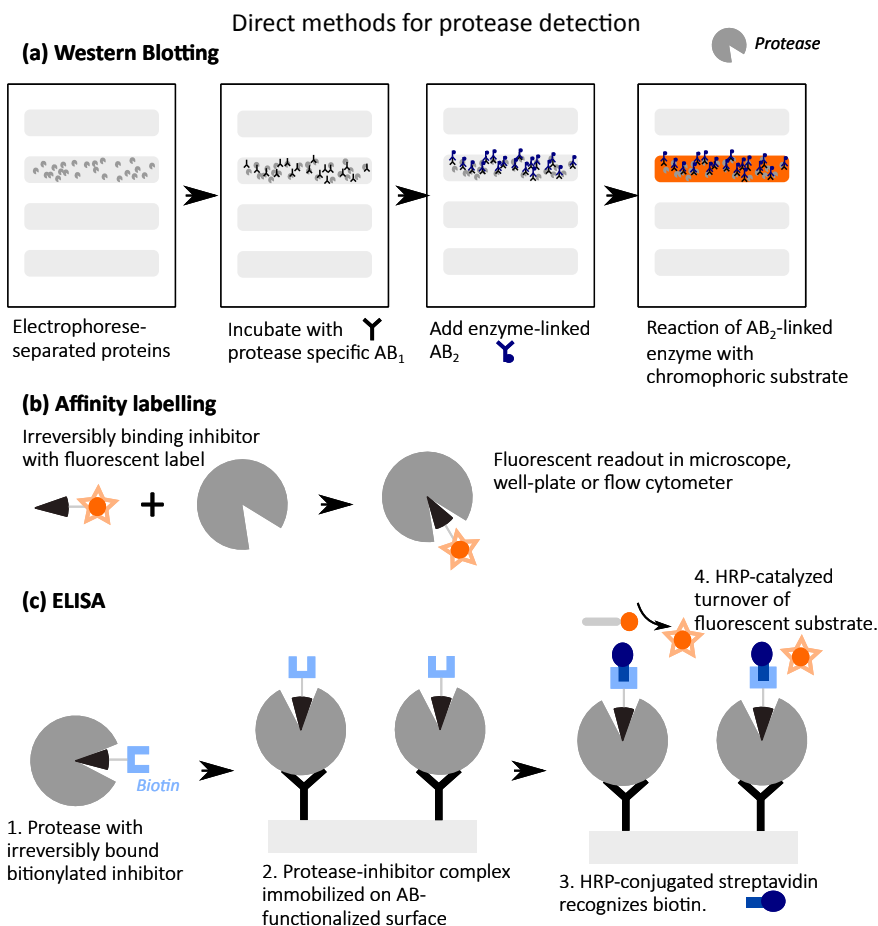 Direct methods for protease detection
(a) Western Blotting
Protease
Electrophorese-
separated proteins
Incubate with
protease specific AB₁
Add enzyme-linked
AB₂
Reaction of AB₂-linked
enzyme with
chromophoric substrate
(b) Affinity labelling
Irreversibly binding inhibitor
with fluorescent label
Fluorescent readout in microscope,
well-plate or flow cytometer
(c) ELISA
4. HRP-catalyzed
turnover of
fluorescent substrate.
Biotin
1. Protease with
irreversibly bound
bitionylated inhibitor
2. Protease-inhibitor complex
immobilized on AB-
functionalized surface
3. HRP-conjugated streptavidin
recognizes biotin.